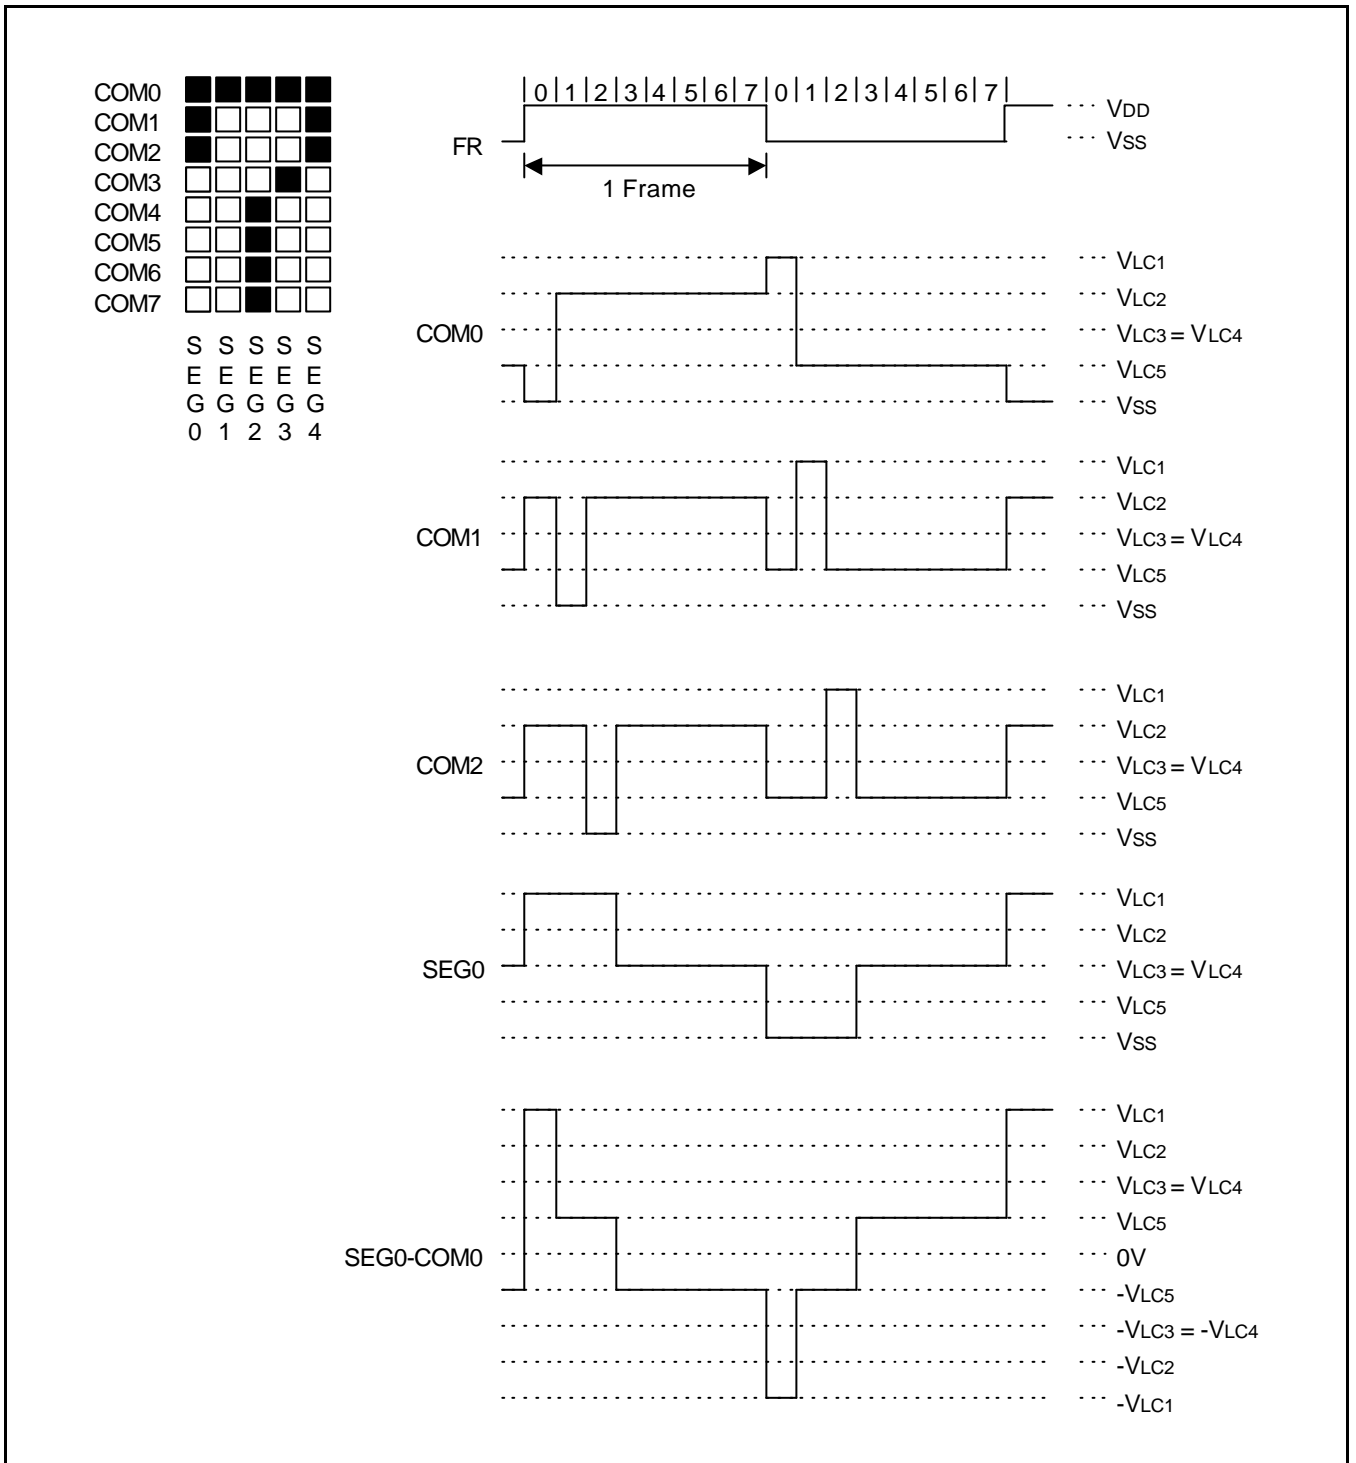 COM0
COM1
COM2
COM3
COM4
COM5
COM6
COM7
S S S S S
E E E E E
G G G G G
0 1 2 3 4
0 1 2 3 4 5 6 7 0 1 2 3 4 5 6 7
FR
VDD
VSS
1 Frame
COM0
VLC1
VLC2
VLC3 = VLC4
VLC5
VSS
COM1
VLC1
VLC2
VLC3 = VLC4
VLC5
VSS
COM2
VLC1
VLC2
VLC3 = VLC4
VLC5
VSS
SEG0
VLC1
VLC2
VLC3 = VLC4
VLC5
VSS
SEG0-COM0
VLC1
VLC2
VLC3 = VLC4
VLC5
0V
-VLC5
-VLC3 = -VLC4
-VLC2
-VLC1